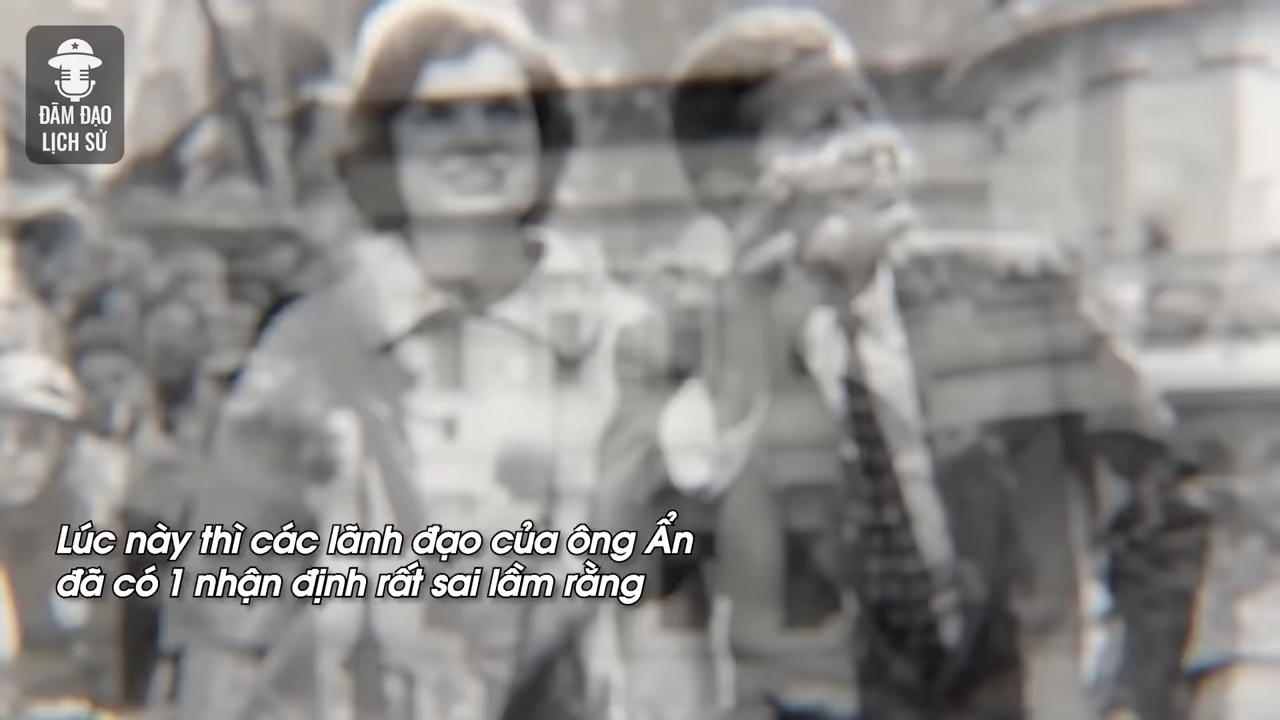 ĐÀM ĐẠO
LỊCH SỬ
Lúc này thì các lãnh đạo của ông Ẩn
đã có 1 nhận định rất sai lầm rằng